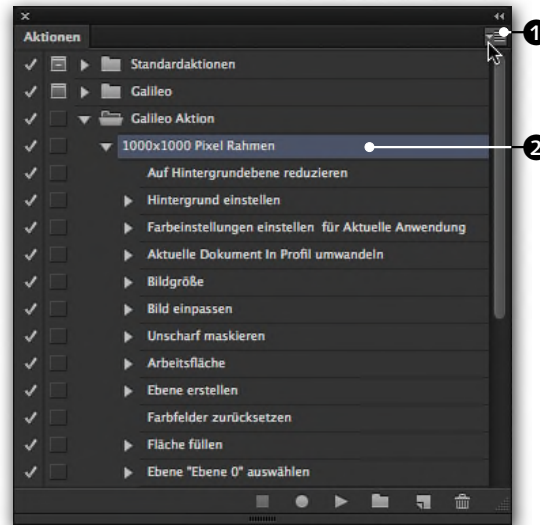 Aktionen
1
Standardaktionen
Galileo
Galileo Aktion
1000x1000 Pixel Rahmen
2
Auf Hintergrundebene reduzieren
Hintergrund einstellen
Farbeinstellungen einstellen für Aktuelle Anwendung
Aktuelle Dokument In Profil umwandeln
Bildgröße
Bild einpassen
Unscharf maskieren
Arbeitsfläche
Ebene erstellen
Farbfelder zurücksetzen
Fläche füllen
Ebene "Ebene 0" auswählen